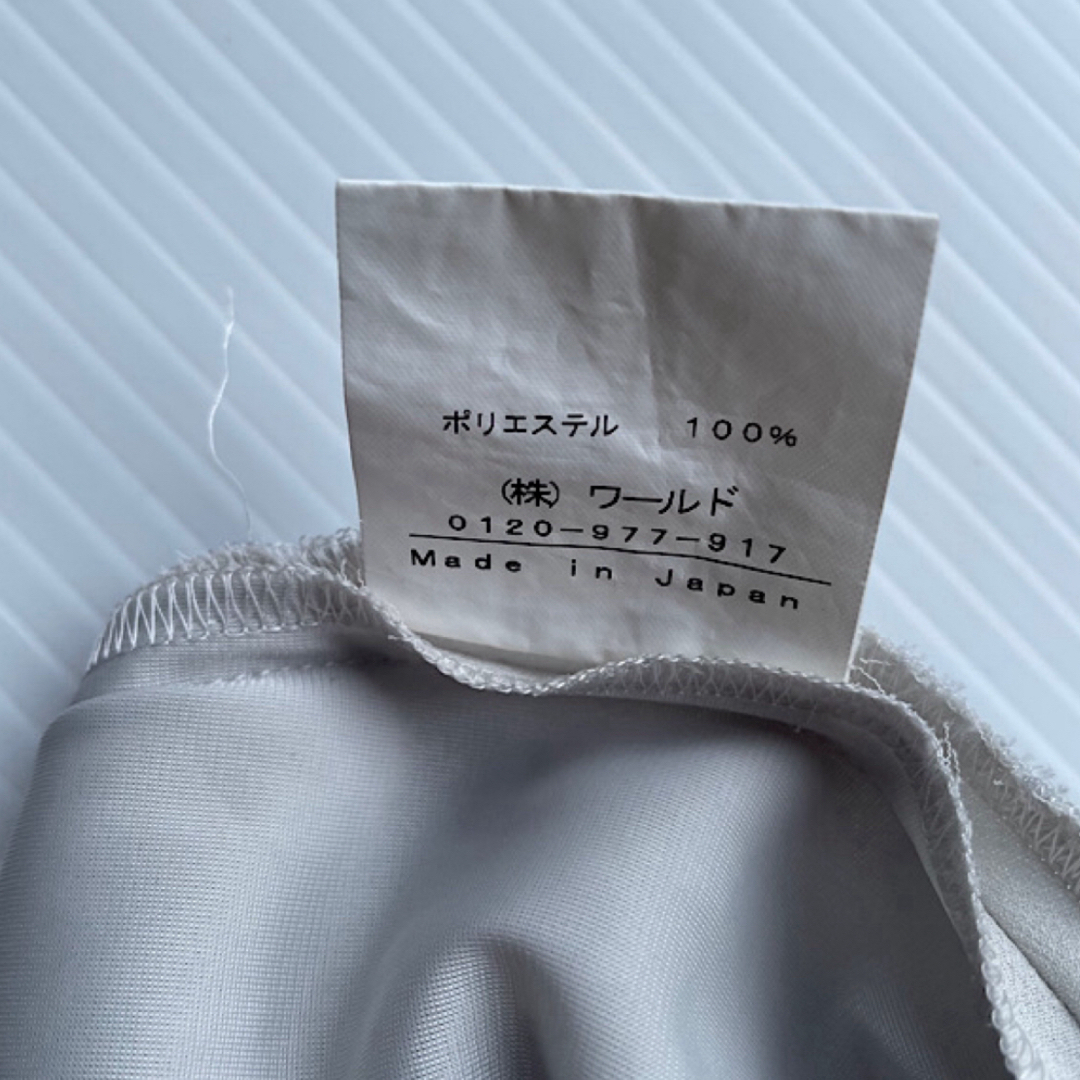 ポリエステル 100%
(株) ワールド
0120-977-917
Made in Japan